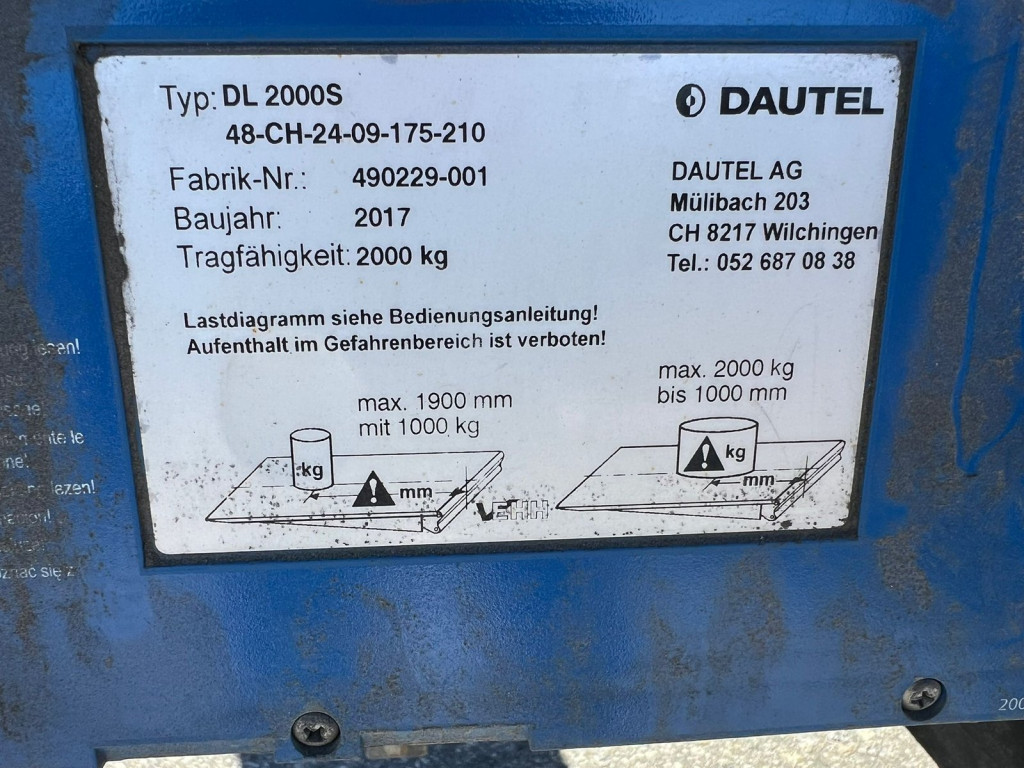 Typ: DL 2000S
48-CH-24-09-175-210
Fabrik-Nr.: 490229-001
Baujahr: 2017
Tragfähigkeit: 2000 kg
DAUTEL
DAUTEL AG
Mülibach 203
CH 8217 Wilchingen
Tel.: 052 687 08 38
Lastdiagramm siehe Bedienungsanleitung!
Aufenthalt im Gefahrenbereich ist verboten!
max. 1900 mm
mit 1000 kg
kg
mm
max. 2000 kg
bis 1000 mm
kg
mm
się z
200